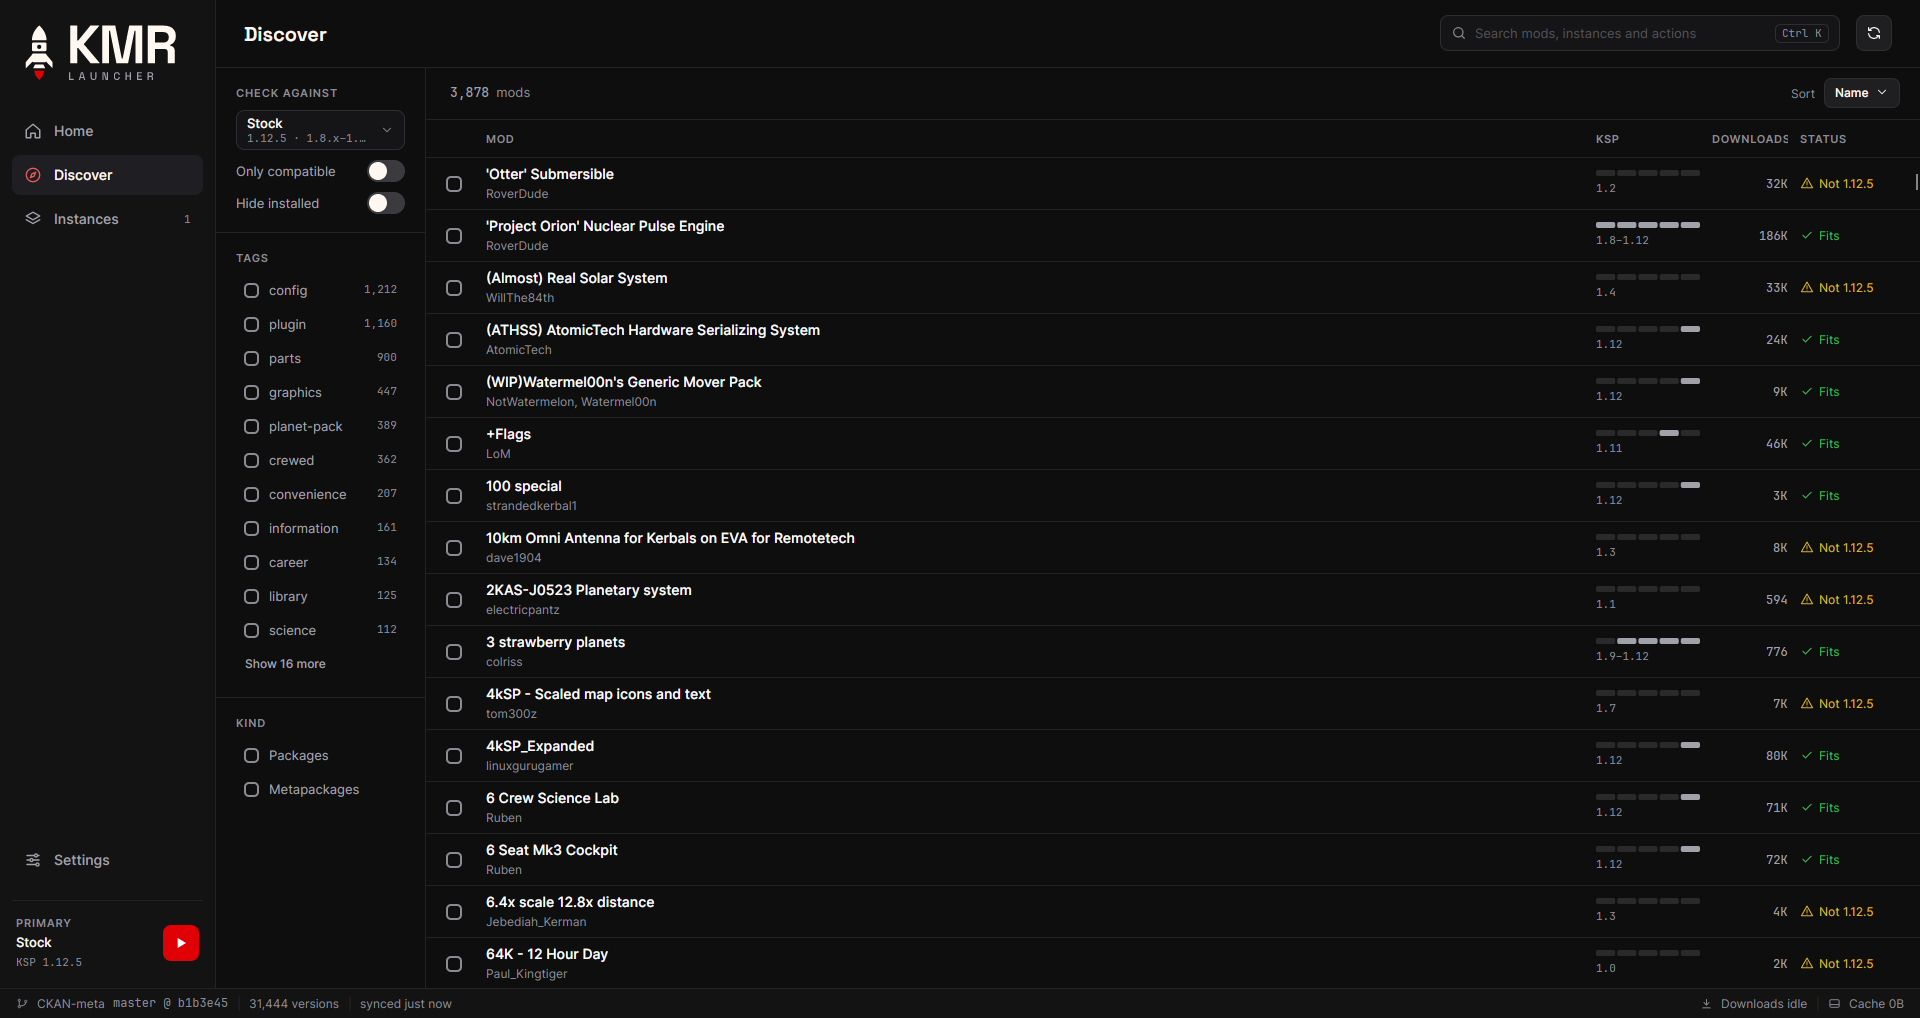 KMR
LAUNCHER
Home
Discover
Instances 1
Settings
PRIMARY
Stock
KSP 1.12.5
Discover
Search mods, instances and actions Ctrl K
CHECK AGAINST
Stock
1.12.5 · 1.8.x–1.…
Only compatible
Hide installed
TAGS
config 1,212
plugin 1,160
parts 900
graphics 447
planet-pack 389
crewed 362
convenience 207
information 161
career 134
library 125
science 112
Show 16 more
KIND
Packages
Metapackages
3,878 mods
Sort Name
MOD KSP DOWNLOADS STATUS
'Otter' Submersible
RoverDude
1.2 32K Not 1.12.5
'Project Orion' Nuclear Pulse Engine
RoverDude
1.8–1.12 186K Fits
(Almost) Real Solar System
WillThe84th
1.4 33K Not 1.12.5
(ATHSS) AtomicTech Hardware Serializing System
AtomicTech
1.12 24K Fits
(WIP)Watermel00n's Generic Mover Pack
NotWatermelon, Watermel00n
1.12 9K Fits
+Flags
LoM
1.11 46K Fits
100 special
strandedkerbal1
1.12 3K Fits
10km Omni Antenna for Kerbals on EVA for Remotetech
dave1904
1.3 8K Not 1.12.5
2KAS-J0523 Planetary system
electricpantz
1.1 594 Not 1.12.5
3 strawberry planets
colriss
1.9–1.12 776 Fits
4kSP - Scaled map icons and text
tom300z
1.7 7K Not 1.12.5
4kSP_Expanded
linuxgurugamer
1.12 80K Fits
6 Crew Science Lab
Ruben
1.12 71K Fits
6 Seat Mk3 Cockpit
Ruben
1.12 72K Fits
6.4x scale 12.8x distance
Jebediah_Kerman
1.3 4K Not 1.12.5
64K - 12 Hour Day
Paul_Kingtiger
1.0 2K Not 1.12.5
CKAN-meta master @ b1b3e45 31,444 versions synced just now Downloads idle Cache 0B